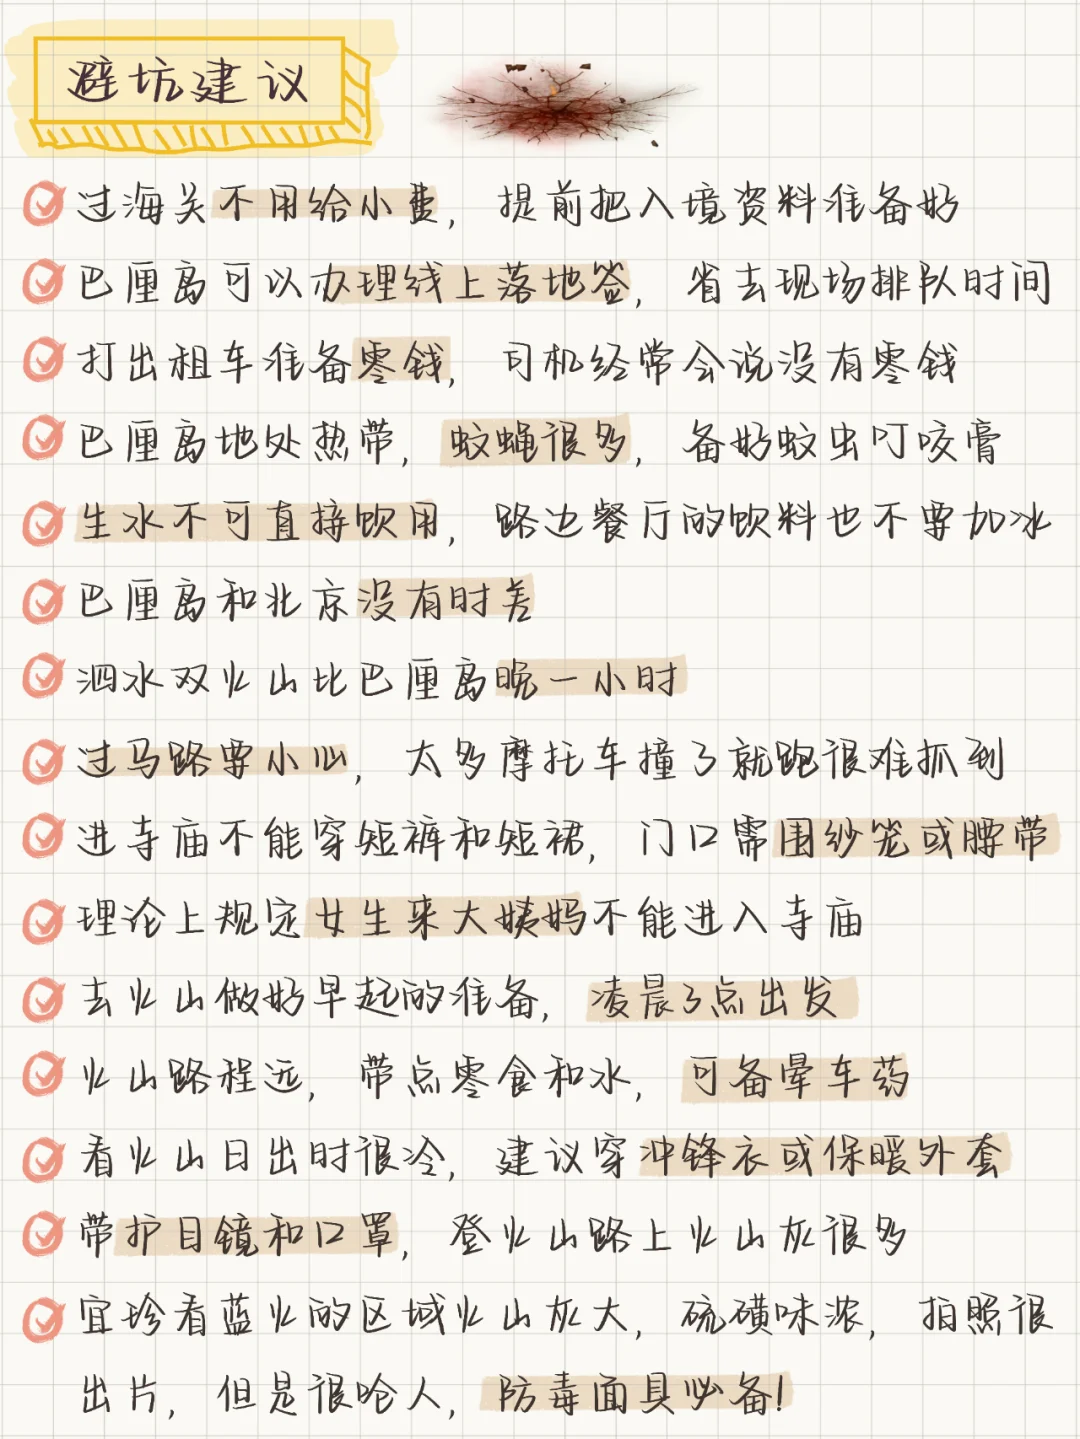 避坑建议
过海关不用给小费，提前把入境资料准备好
巴厘岛可以办理线上落地签，省去现场排队时间
打出租车准备零钱，司机经常会说没有零钱
巴厘岛地处热带，蚊蝇很多，备好蚊虫叮咬膏
生水不可直接饮用，路边餐厅的饮料也不要加冰
巴厘岛和北京没有时差
泗水双火山比巴厘岛晚一小时
过马路要小心，太多摩托车撞了就跑很难抓到
进寺庙不能穿短裤和短裙，门口需围纱笼或腰带
理论上规定女生来大姨妈不能进入寺庙
去火山做好早起的准备，凌晨3点出发
火山路程远，带点零食和水，可备晕车药
看火山日出时很冷，建议穿冲锋衣或保暖外套
带护目镜和口罩，登火山路上火山灰很多
宜珍看蓝火的区域火山灰大，硫磺味浓，拍照很
出片，但是很呛人，防毒面具必备！